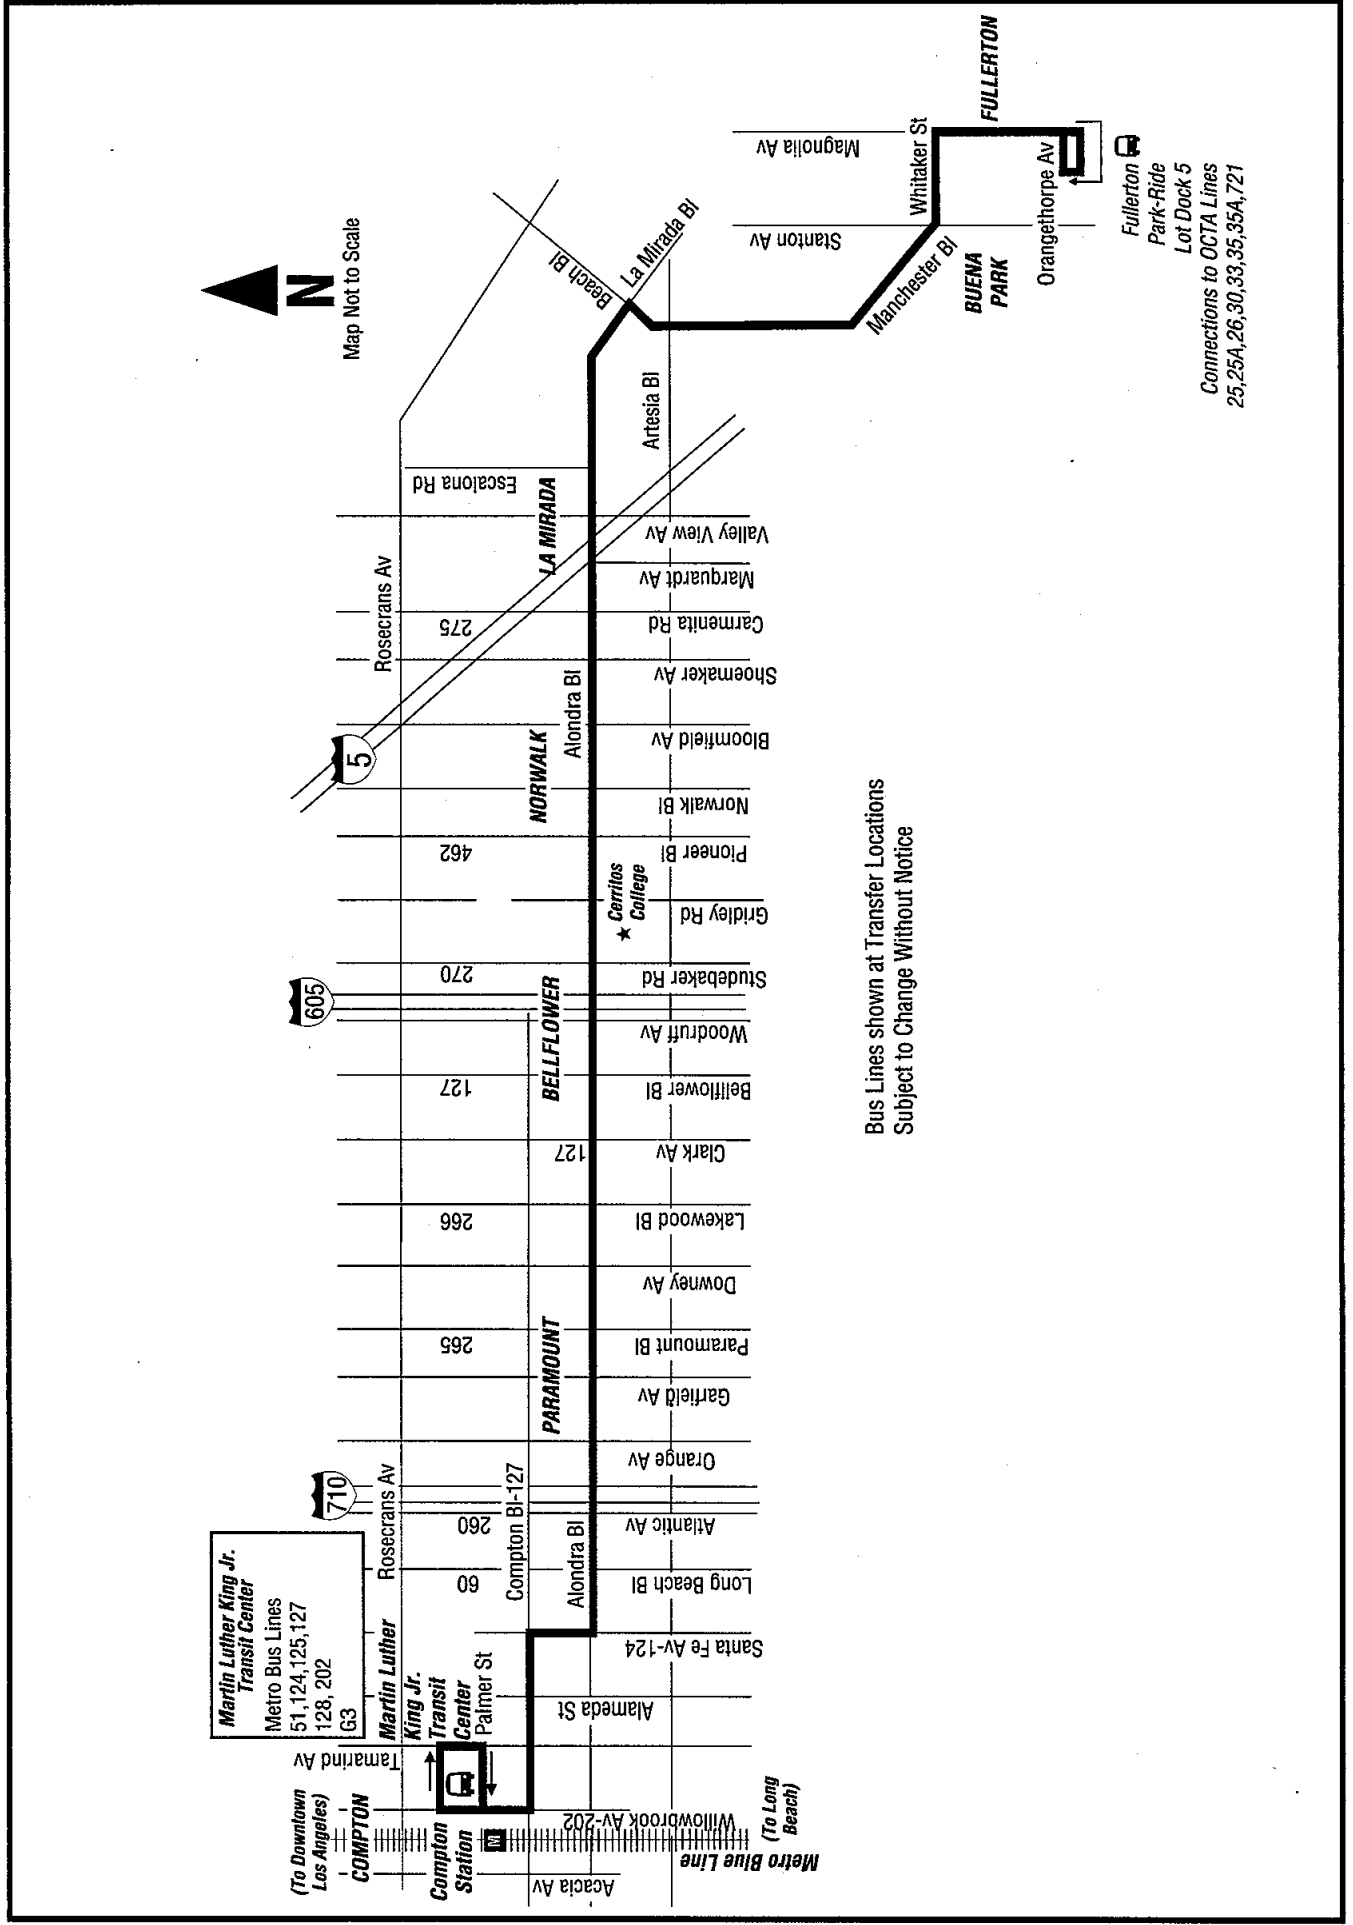 Martin Luther King Jr.
Transit Center
Metro Bus Lines
51,124,125,127
128, 202
G3
(To Downtown
Los Angeles)
COMPTON
Compton
Station
M
Acacia Av
Metro Blue Line
(To Long
Beach)
Willowbrook Av-202
Tamarind Av
Martin Luther
King Jr.
Transit
Center
Palmer St
Alameda St
Santa Fe Av-124
Rosecrans Av
Compton Bl-127
Alondra Bl
60
Long Beach Bl
260
Atlantic Av
710
Orange Av
PARAMOUNT
Garfield Av
265
Paramount Bl
Downey Av
266
Lakewood Bl
127
Clark Av
127
Bellflower Bl
BELLFLOWER
Woodruff Av
605
270
Studebaker Rd
Cerritos
College
Gridley Rd
462
Pioneer Bl
NORWALK
Norwalk Bl
5
Alondra Bl
Bloomfield Av
Shoemaker Av
Rosecrans Av
275
Carmenita Rd
LA MIRADA
Marquardt Av
Valley View Av
Escalona Rd
Artesia Bl
N
Map Not to Scale
Beach Bl
La Mirada Bl
Stanton Av
Magnolia Av
Manchester Bl
Whitaker St
BUENA
PARK
FULLERTON
Orangethorpe Av
Fullerton
Park-Ride
Lot Dock 5
Connections to OCTA Lines
25,25A,26,30,33,35,35A,721
Bus Lines shown at Transfer Locations
Subject to Change Without Notice